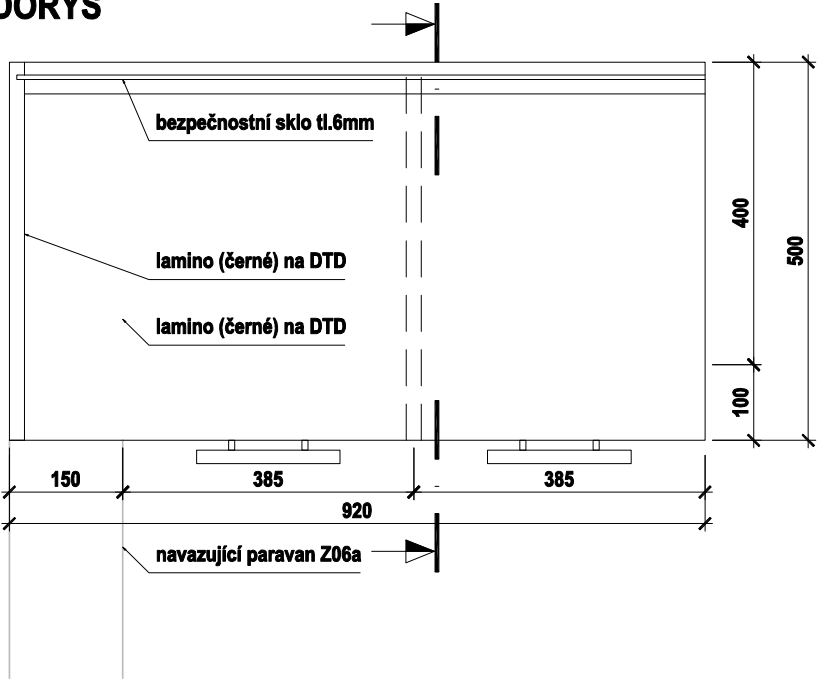 DORYS
bezpečnostní sklo tl.6mm
400
500
lamino (černé) na DTD
lamino (černé) na DTD
100
150
385
385
920
navazující paravan Z06a